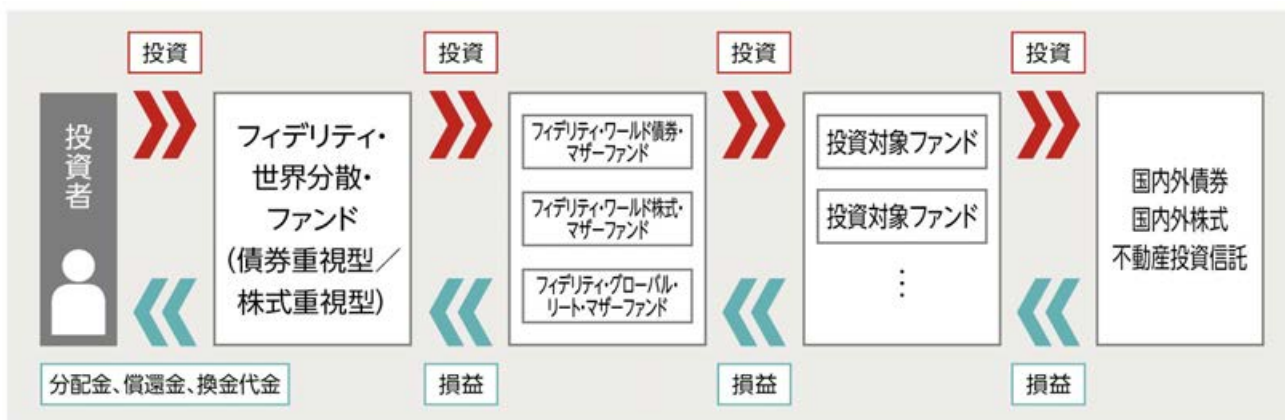 投資
投資
投資
投資
投資者
フィデリティ・
世界分散・
ファンド
(債券重視型／
株式重視型)
フィデリティ・ワールド債券・
マザーファンド
フィデリティ・ワールド株式・
マザーファンド
フィデリティ・グローバル・
リート・マザーファンド
投資対象ファンド
投資対象ファンド
⋮
国内外債券
国内外株式
不動産投資信託
分配金、償還金、換金代金
損益
損益
損益